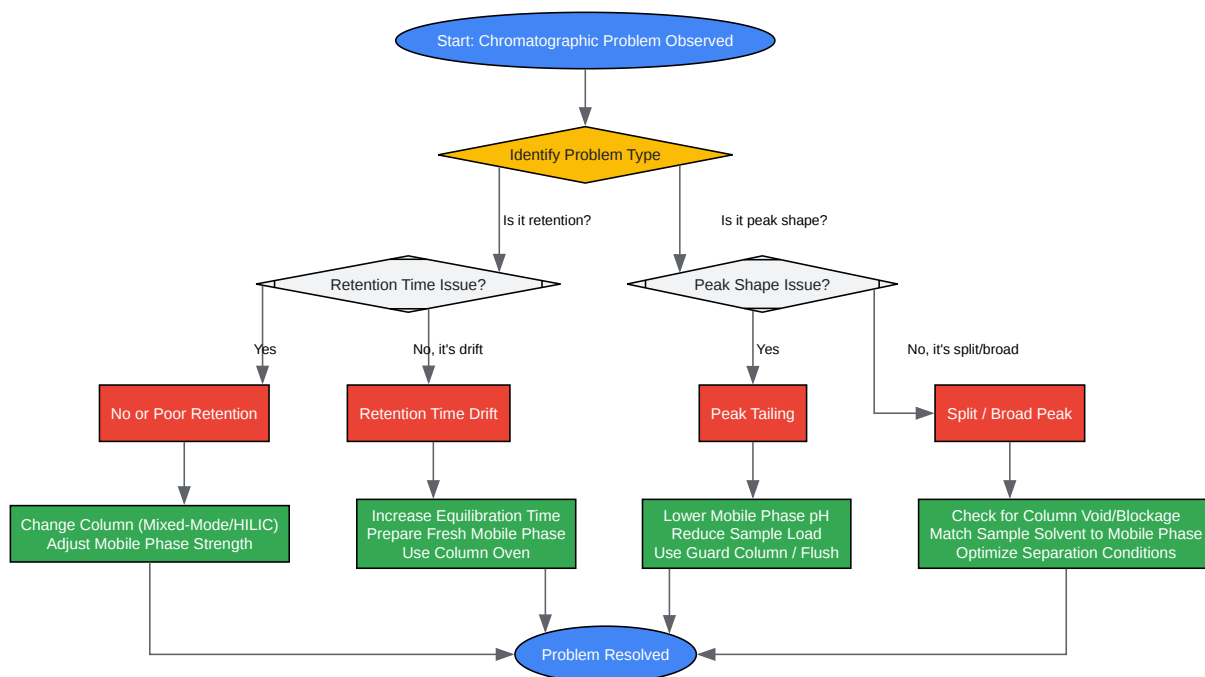 Start: Chromatographic Problem Observed
Identify Problem Type
Is it retention?
Is it peak shape?
Retention Time Issue?
Peak Shape Issue?
Yes
No, it's drift
Yes
No, it's split/broad
No or Poor Retention
Retention Time Drift
Peak Tailing
Split / Broad Peak
Change Column (Mixed-Mode/HILIC)
Adjust Mobile Phase Strength
Increase Equilibration Time
Prepare Fresh Mobile Phase
Use Column Oven
Lower Mobile Phase pH
Reduce Sample Load
Use Guard Column / Flush
Check for Column Void/Blockage
Match Sample Solvent to Mobile Phase
Optimize Separation Conditions
Problem Resolved